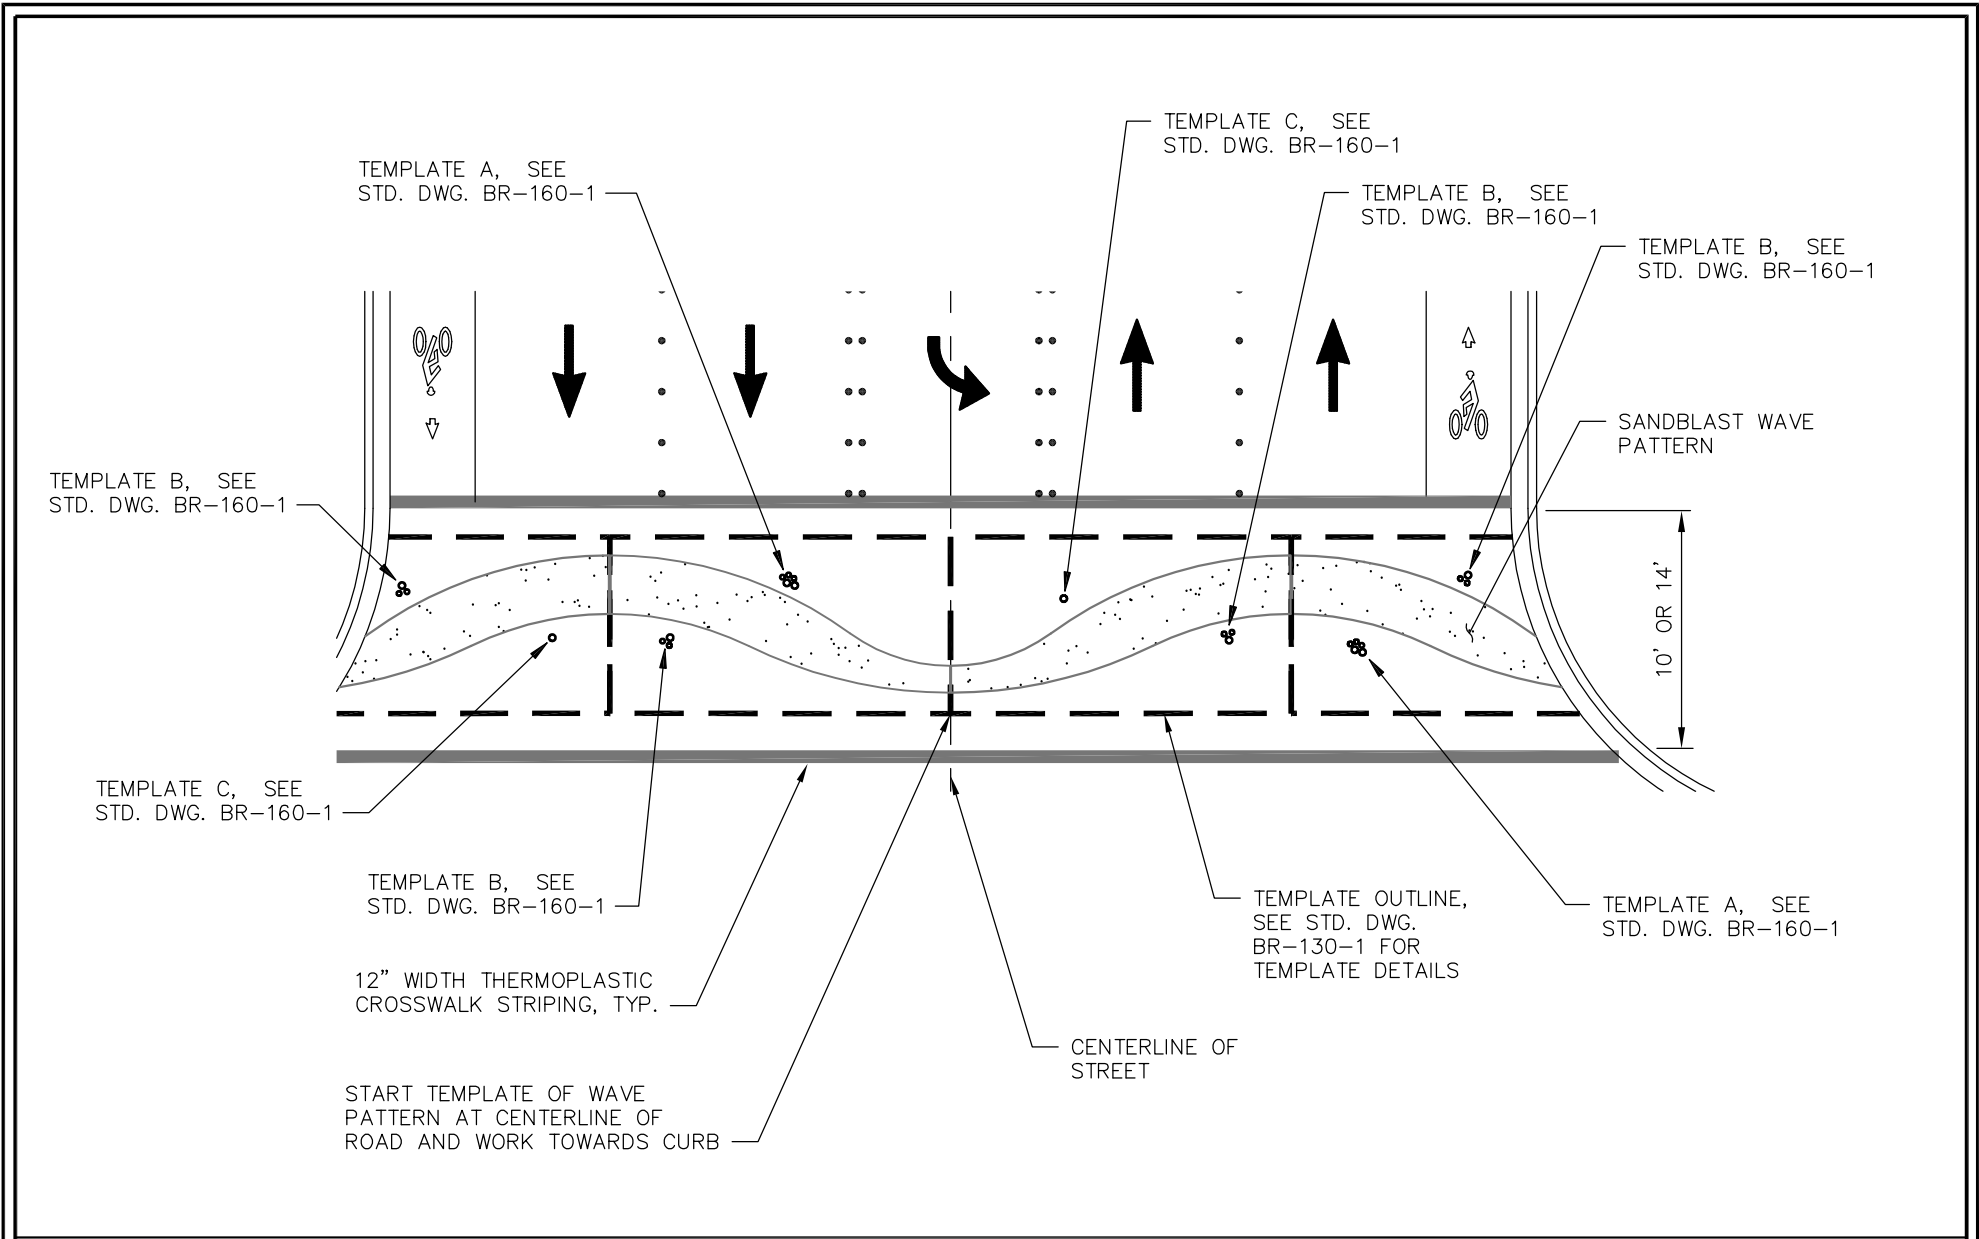 TEMPLATE C, SEE
STD. DWG. BR-160-1
TEMPLATE A, SEE
STD. DWG. BR-160-1
TEMPLATE B, SEE
STD. DWG. BR-160-1
TEMPLATE B, SEE
STD. DWG. BR-160-1
SANDBLAST WAVE
PATTERN
TEMPLATE B, SEE
STD. DWG. BR-160-1
10' OR 14'
TEMPLATE C, SEE
STD. DWG. BR-160-1
TEMPLATE B, SEE
STD. DWG. BR-160-1
TEMPLATE OUTLINE,
SEE STD. DWG.
BR-130-1 FOR
TEMPLATE DETAILS
TEMPLATE A, SEE
STD. DWG. BR-160-1
12" WIDTH THERMOPLASTIC
CROSSWALK STRIPING, TYP.
CENTERLINE OF
STREET
START TEMPLATE OF WAVE
PATTERN AT CENTERLINE OF
ROAD AND WORK TOWARDS CURB